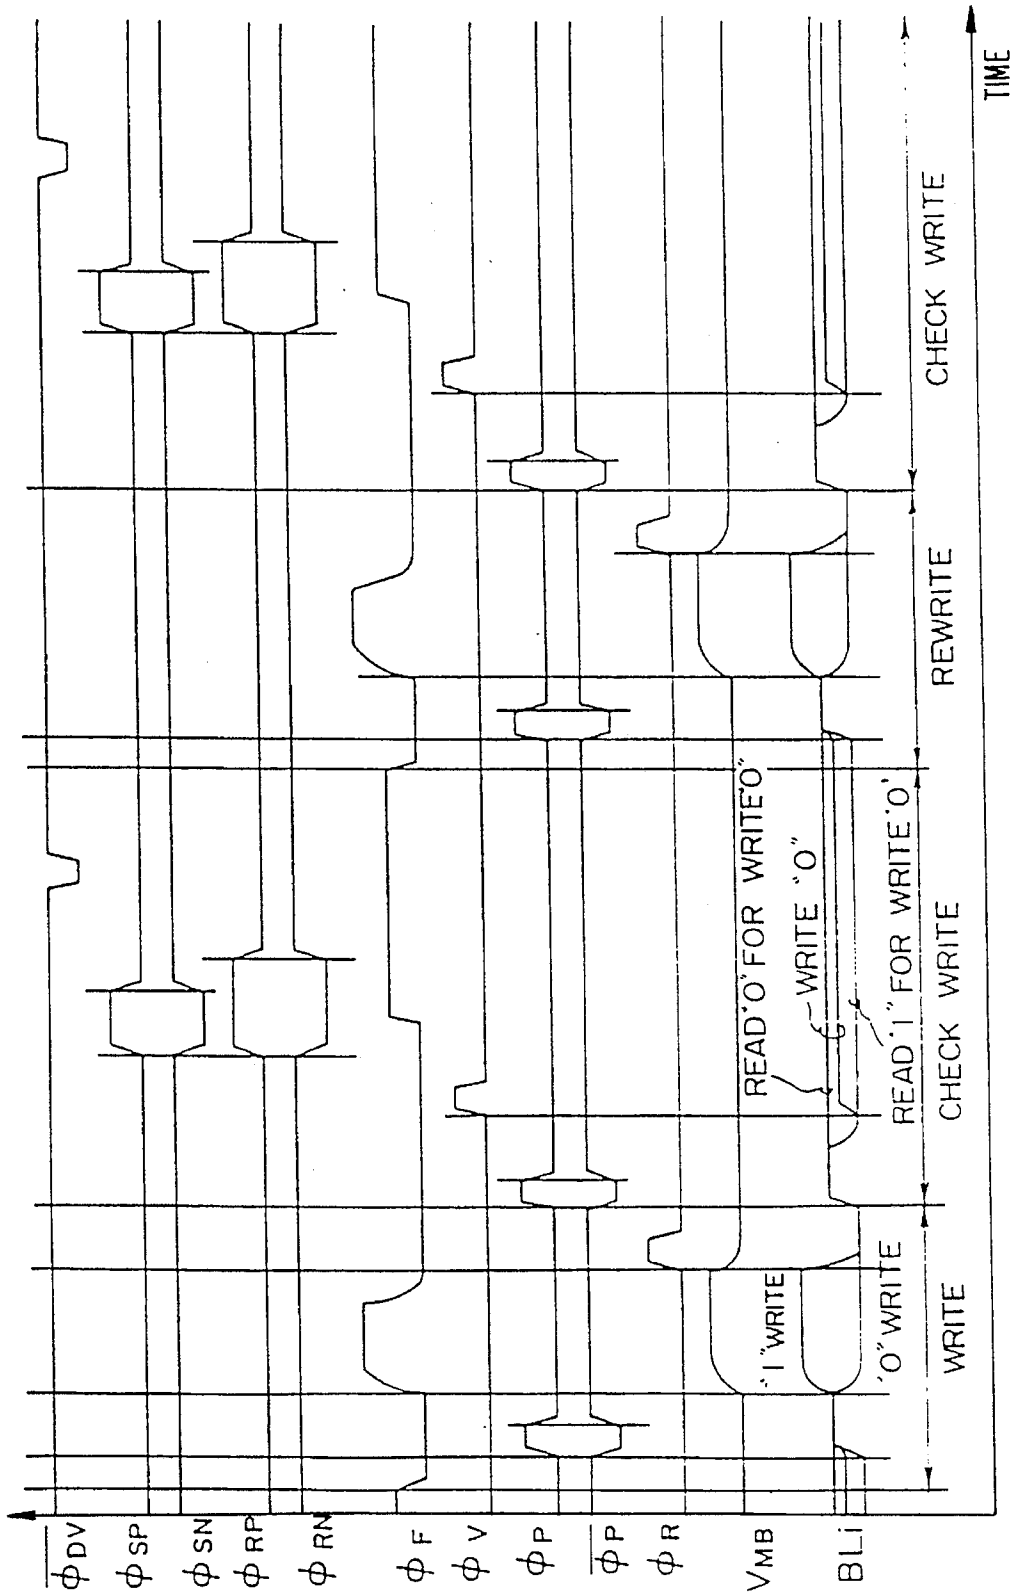 φDV
φSP
φSN
φRP
φRN
φF
φV
φP
φP
φR
VMB
BLi
"1" WRITE
"0" WRITE
READ "0" FOR WRITE "0"
WRITE "0"
READ "1" FOR WRITE "0"
WRITE
CHECK WRITE
REWRITE
CHECK WRITE
TIME